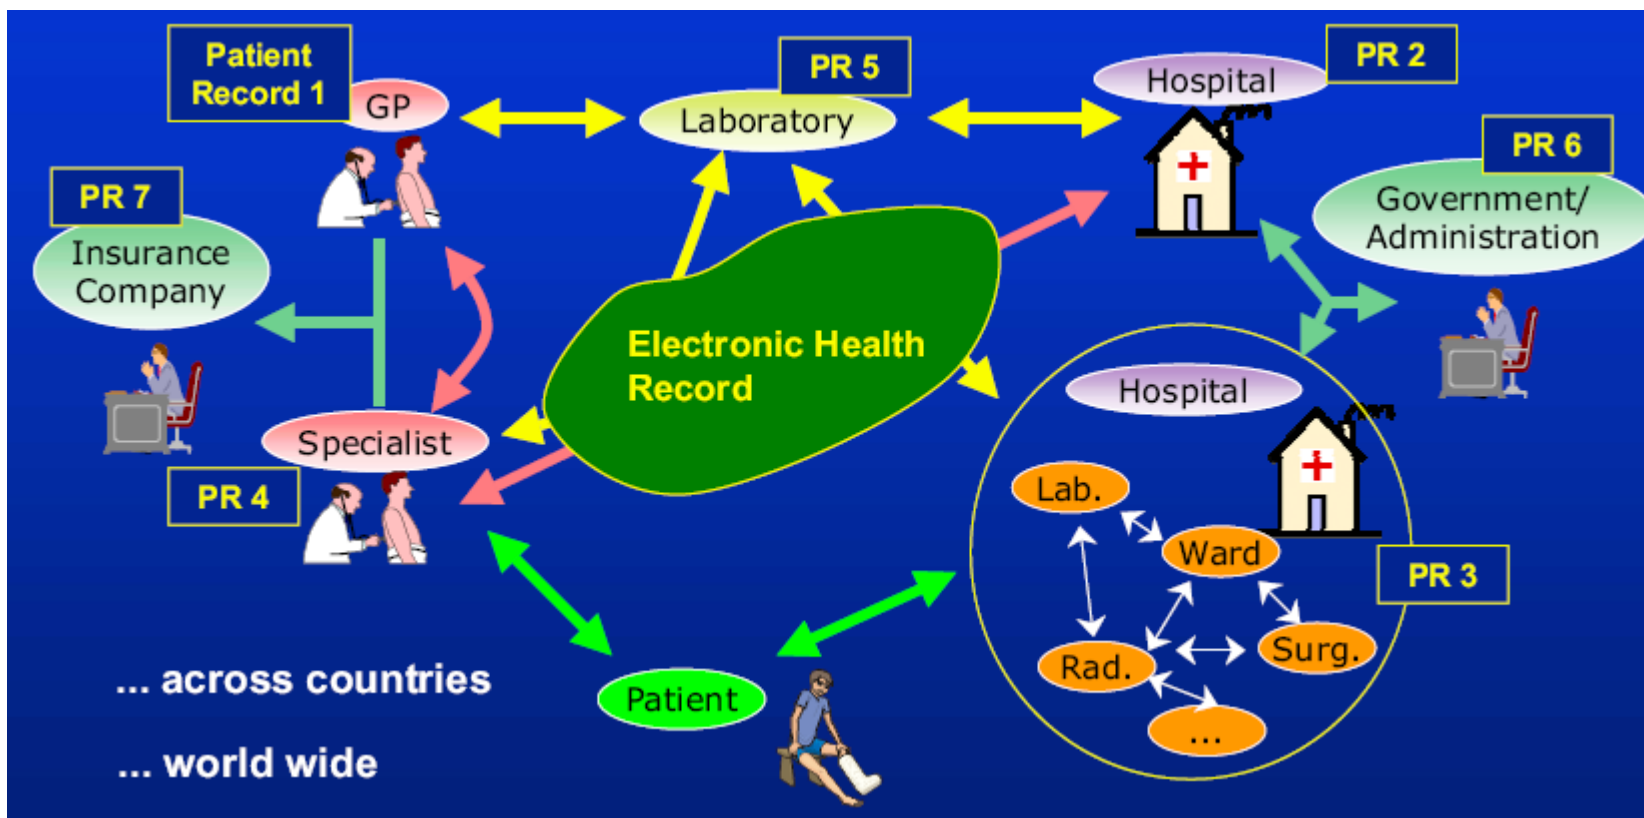 Patient
Record 1
GP
PR 5
Laboratory
PR 2
Hospital
PR 6
Government/
Administration
PR 7
Insurance
Company
Electronic Health
Record
Specialist
PR 4
Hospital
Lab.
Ward
PR 3
Rad.
Surg.
...
Patient
... across countries
... world wide